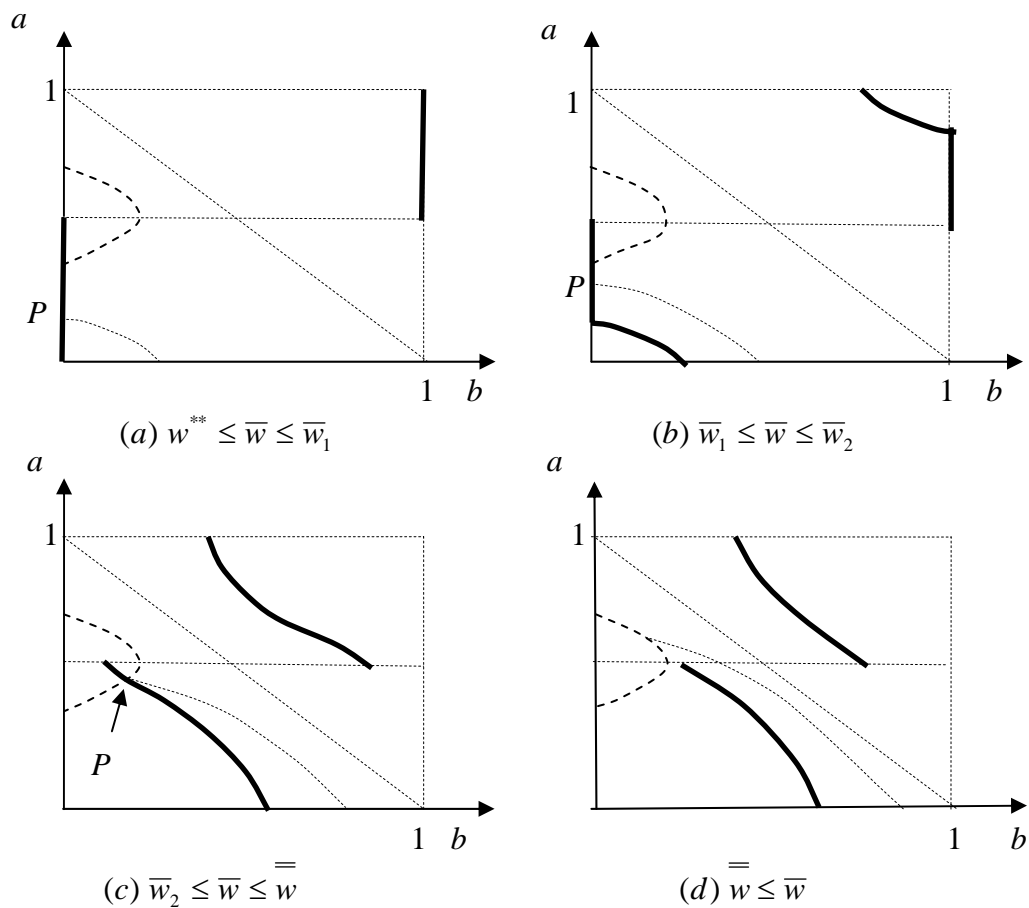 a
1
P
1 b
(a) w** ≤ w̅ ≤ w̅₁
a
1
P
1 b
(b) w̅₁ ≤ w̅ ≤ w̅₂
a
1
P
1 b
(c) w̅₂ ≤ w̅ ≤ w̿
a
1
1 b
(d) w̿ ≤ w̅